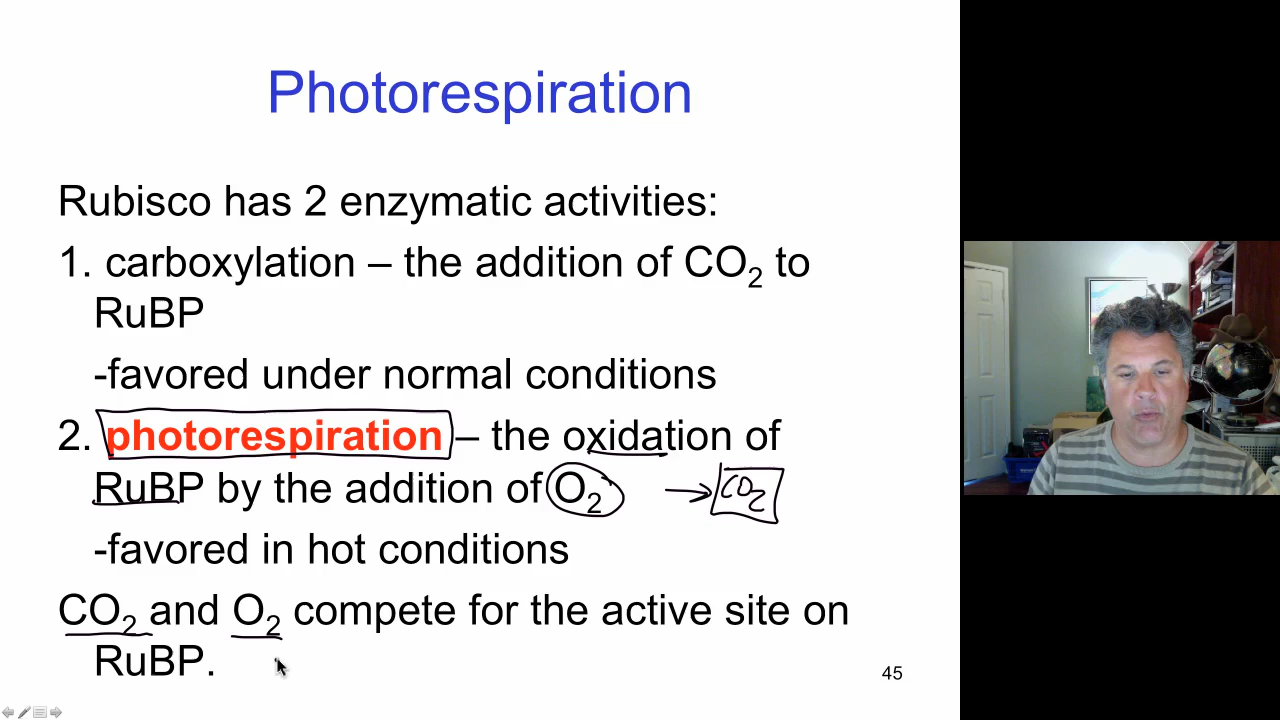 Photorespiration
Rubisco has 2 enzymatic activities:
1. carboxylation – the addition of CO₂ to
RuBP
-favored under normal conditions
2. photorespiration – the oxidation of
RuBP by the addition of O₂ → CO₂
-favored in hot conditions
CO₂ and O₂ compete for the active site on
RuBP.
45